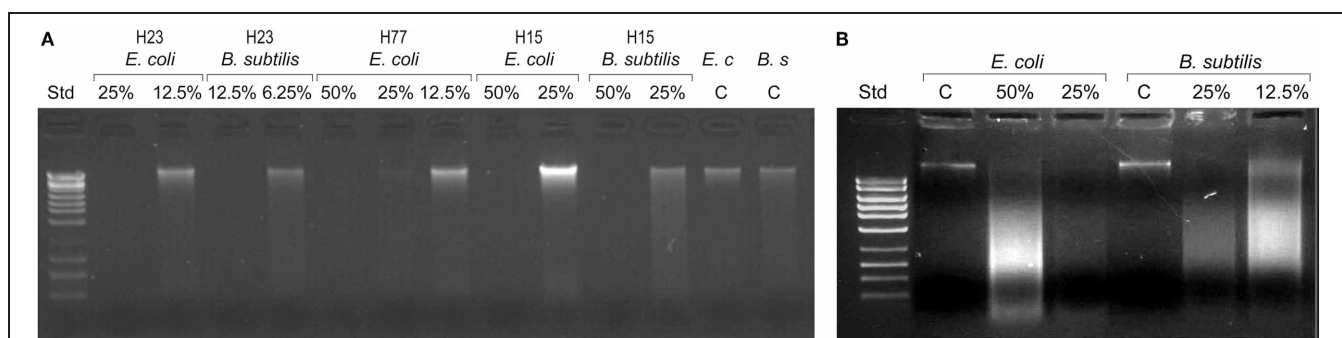 A
H23 H23 H77 H15 H15
E. coli B. subtilis E. coli E. coli B. subtilis E. c B. s
Std 25% 12.5% 12.5% 6.25% 50% 25% 12.5% 50% 25% 50% 25% C C
B
E. coli B. subtilis
Std C 50% 25% C 25% 12.5%